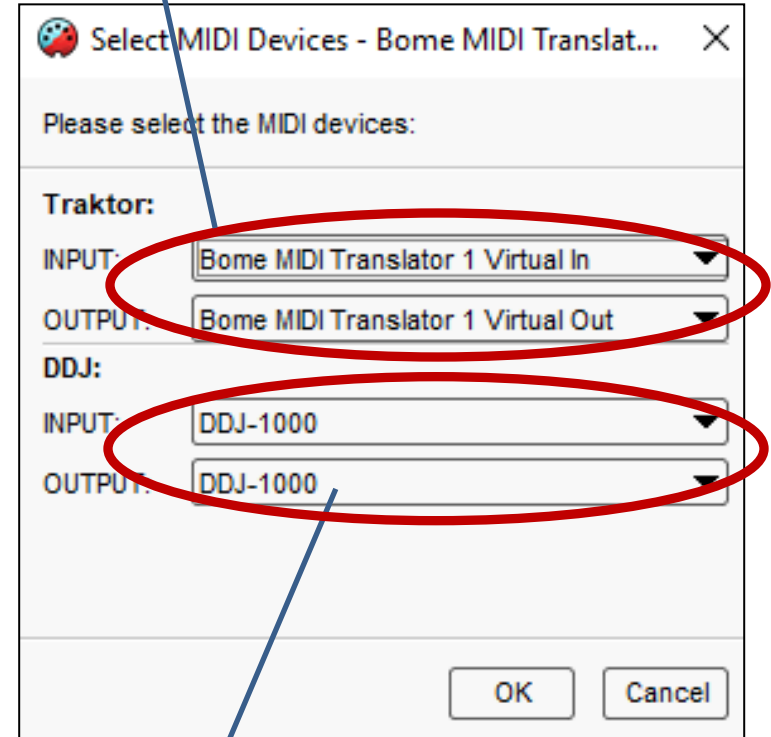 Select MIDI Devices - Bome MIDI Translat...
Please select the MIDI devices:
Traktor:
INPUT: Bome MIDI Translator 1 Virtual In
OUTPUT: Bome MIDI Translator 1 Virtual Out
DDJ:
INPUT: DDJ-1000
OUTPUT: DDJ-1000
OK Cancel